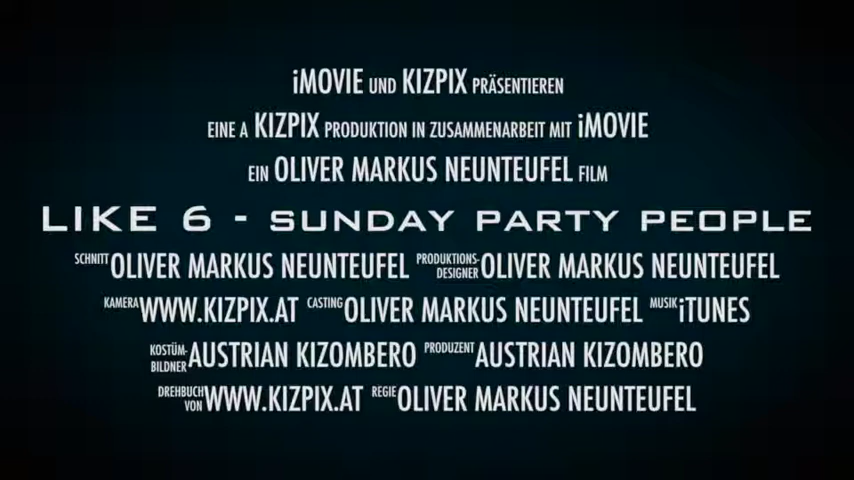 iMOVIE UND KIZPIX PRÄSENTIEREN
EINE A KIZPIX PRODUKTION IN ZUSAMMENARBEIT MIT iMOVIE
EIN OLIVER MARKUS NEUNTEUFEL FILM
LIKE 6 - SUNDAY PARTY PEOPLE
SCHNITT OLIVER MARKUS NEUNTEUFEL PRODUKTIONS-DESIGNER OLIVER MARKUS NEUNTEUFEL
KAMERA WWW.KIZPIX.AT CASTING OLIVER MARKUS NEUNTEUFEL MUSIK iTUNES
KOSTÜM-BILDNER AUSTRIAN KIZOMBERO PRODUZENT AUSTRIAN KIZOMBERO
DREHBUCH VON WWW.KIZPIX.AT REGIE OLIVER MARKUS NEUNTEUFEL